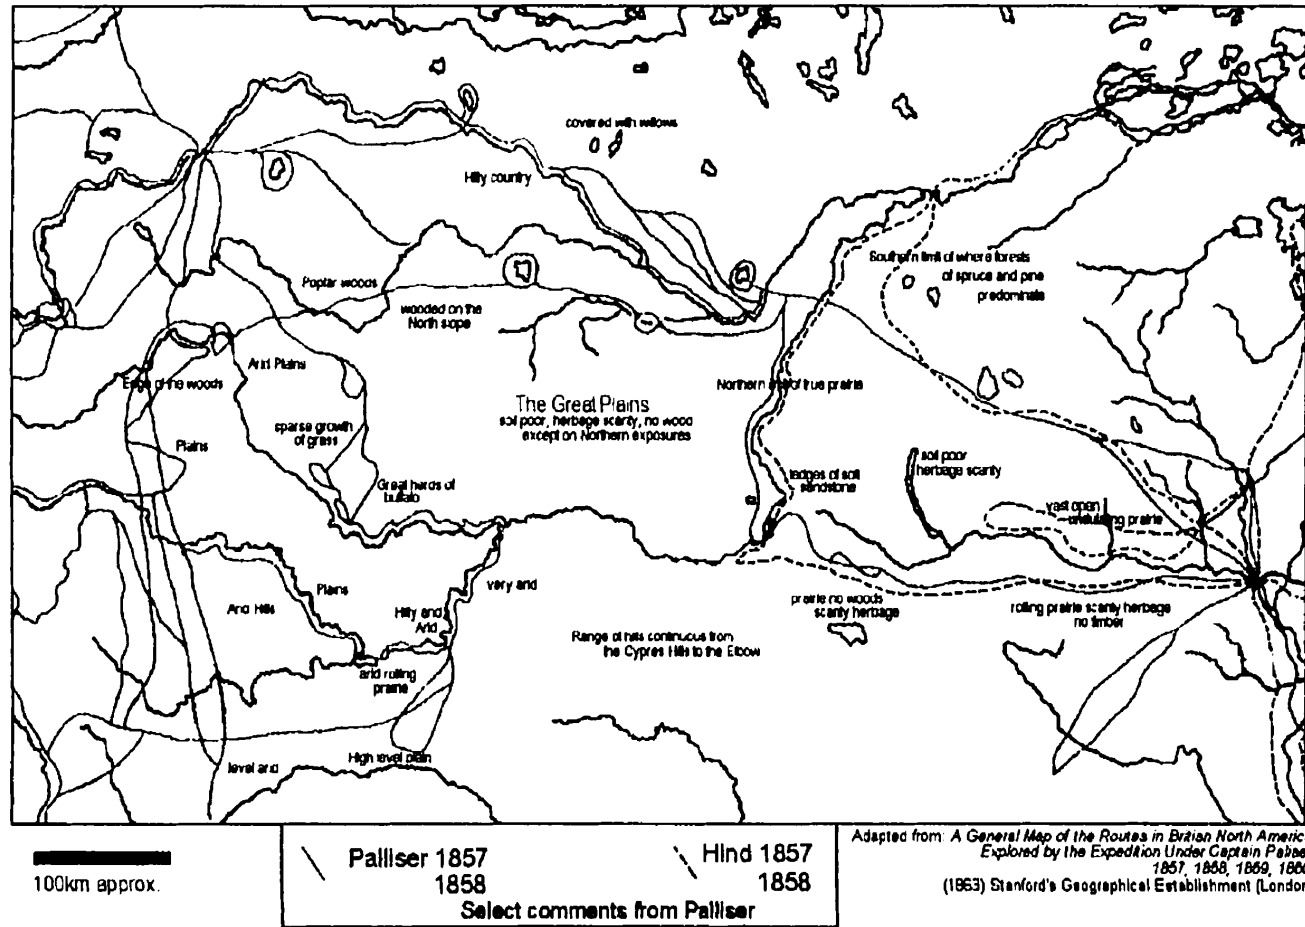 covered with willows
Hilly country
Southern limit of where forests
of spruce and pine
predominate
Poplar woods
wooded on the
North slope
Arid Plains
Edge of the woods
Northern limit of true prairie
The Great Plains
soil poor, herbage scanty, no wood
except on Northern exposures
sparse growth
of grass
Plains
Great herds of
buffalo
ledges of soft
sandstone
soil poor
herbage scanty
vast open
undulating prairie
Plains
Arid Hills
Hilly and
Arid
very arid
prairie no woods
scanty herbage
rolling prairie scanty herbage
no timber
Range of hills continuous from
the Cypres Hills to the Elbow
arid rolling
prairie
High level plain
level arid
100km approx.
Palliser 1857
1858
Hind 1857
1858
Select comments from Palliser
Adapted from: A General Map of the Routes in British North Americ
Explored by the Expedition Under Captain Pallise
1857, 1858, 1859, 186
(1863) Stanford's Geographical Establishment (London